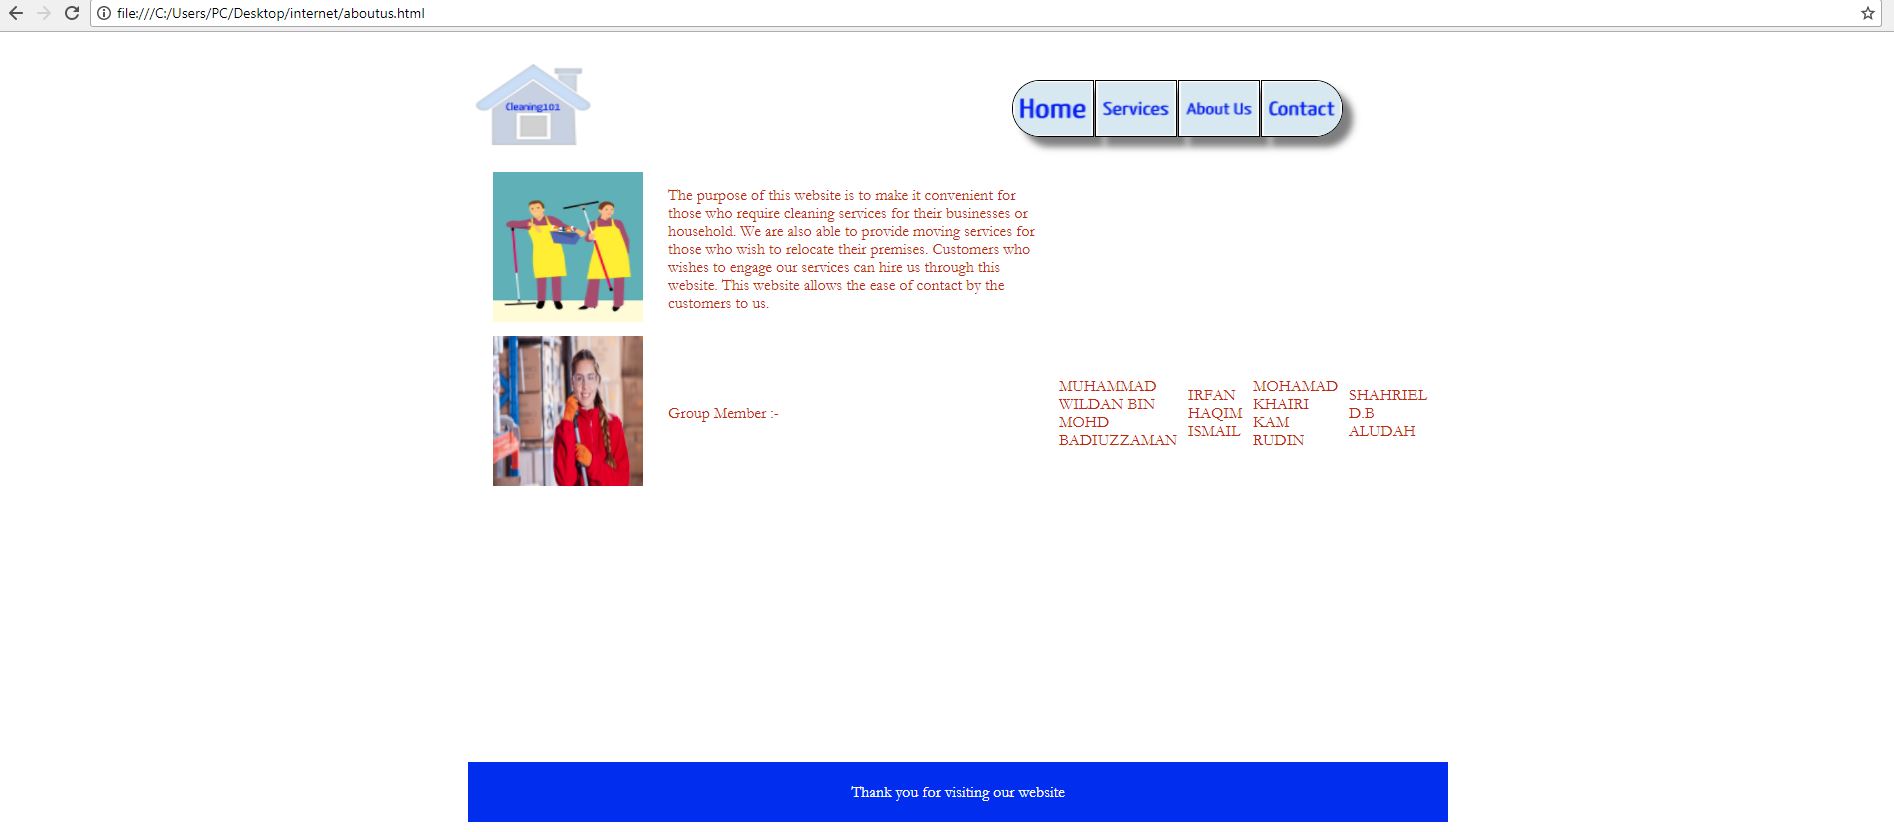 file:///C:/Users/PC/Desktop/internet/aboutus.html
Cleaning101
Home
Services
About Us
Contact
The purpose of this website is to make it convenient for
those who require cleaning services for their businesses or
household. We are also able to provide moving services for
those who wish to relocate their premises. Customers who
wishes to engage our services can hire us through this
website. This website allows the ease of contact by the
customers to us.
Group Member :-
MUHAMMAD
WILDAN BIN
MOHD
BADIUZZAMAN
IRFAN
HAQIM
ISMAIL
MOHAMAD
KHAIRI
KAM
RUDIN
SHAHRIEL
D.B
ALUDAH
Thank you for visiting our website